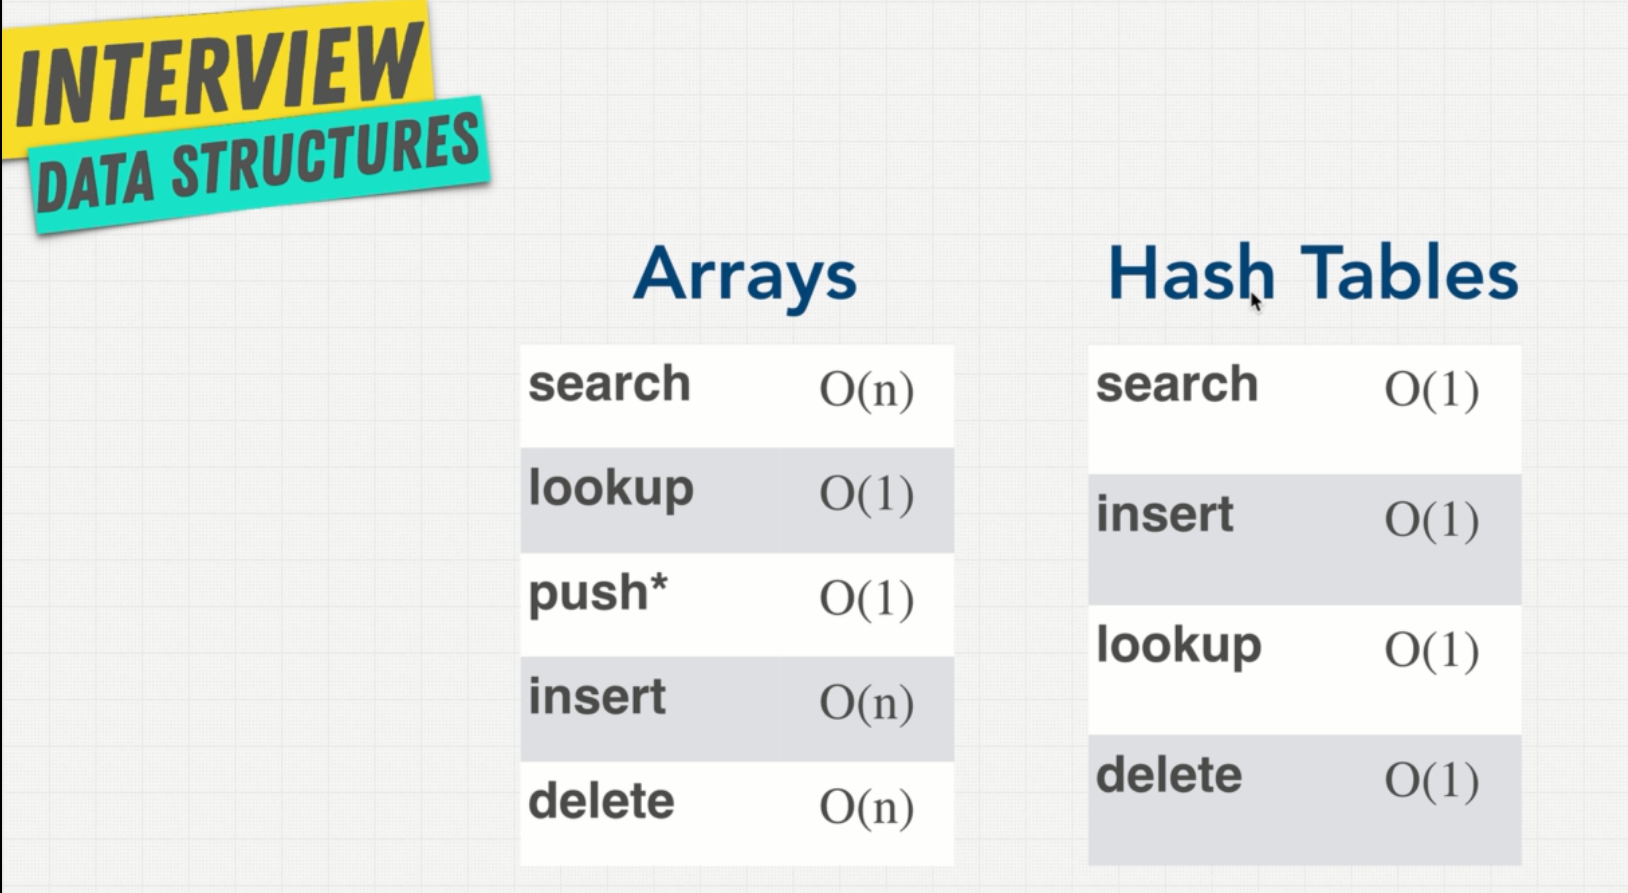 INTERVIEW
DATA STRUCTURES
Arrays
search O(n)
lookup O(1)
push* O(1)
insert O(n)
delete O(n)
Hash Tables
search O(1)
insert O(1)
lookup O(1)
delete O(1)